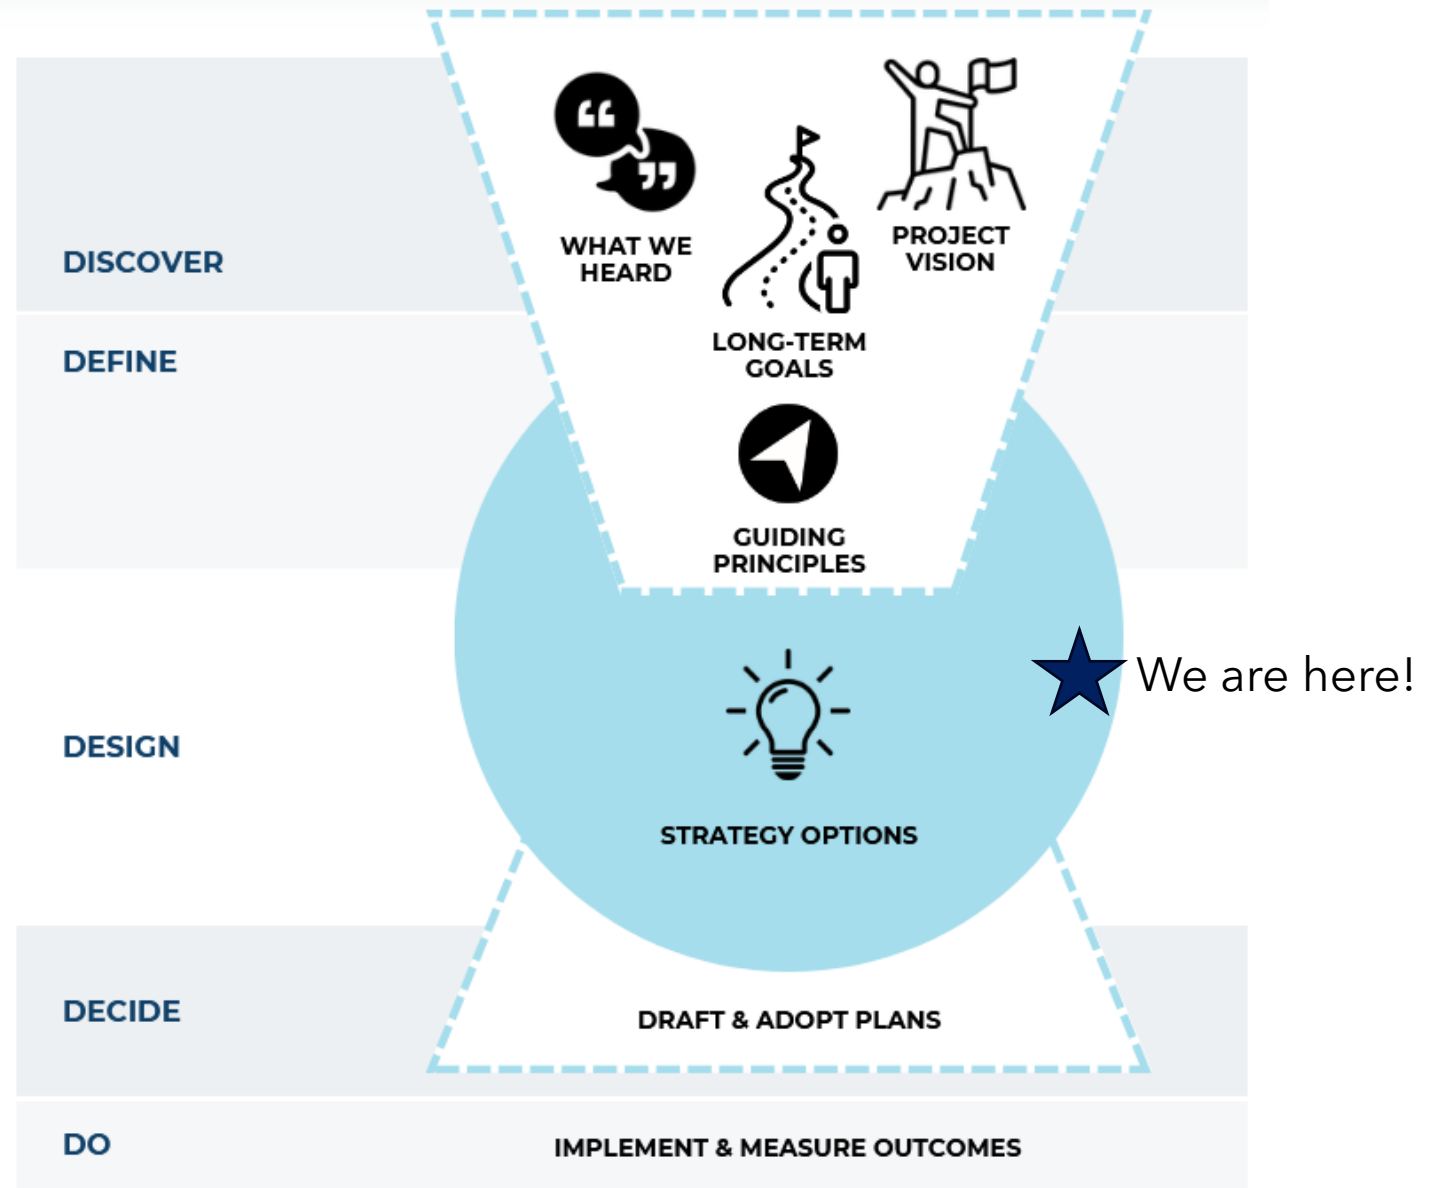 WHAT WE
HEARD
PROJECT
VISION
DISCOVER
LONG-TERM
GOALS
DEFINE
GUIDING
PRINCIPLES
We are here!
DESIGN
STRATEGY OPTIONS
DECIDE
DRAFT & ADOPT PLANS
DO
IMPLEMENT & MEASURE OUTCOMES